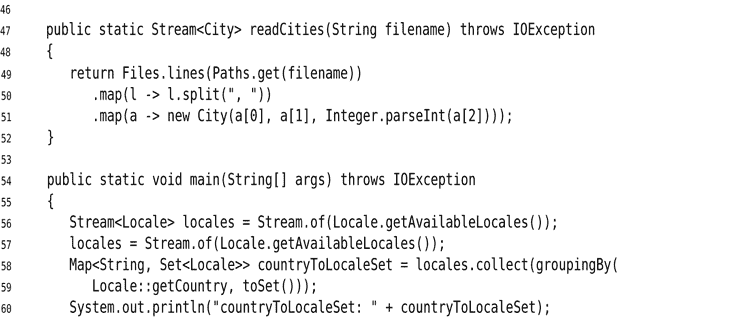 46
47 public static Stream<City> readCities(String filename) throws IOException
48 {
49 return Files.lines(Paths.get(filename))
50 .map(l -> l.split(", "))
51 .map(a -> new City(a[0], a[1], Integer.parseInt(a[2])));
52 }
53
54 public static void main(String[] args) throws IOException
55 {
56 Stream<Locale> locales = Stream.of(Locale.getAvailableLocales());
57 locales = Stream.of(Locale.getAvailableLocales());
58 Map<String, Set<Locale>> countryToLocaleSet = locales.collect(groupingBy(
59 Locale::getCountry, toSet()));
60 System.out.println("countryToLocaleSet: " + countryToLocaleSet);